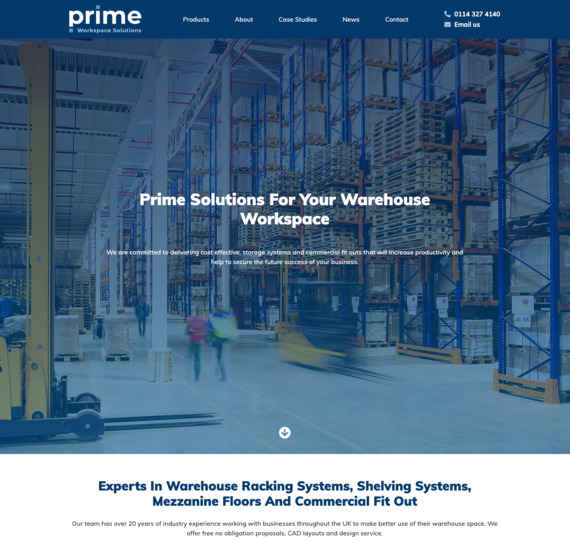 prime
Workspace Solutions
Products
About
Case Studies
News
Contact
0114 327 4140
Email us
Prime Solutions For Your Warehouse
Workspace
We are committed to delivering cost effective, storage systems and commercial fit outs that will increase productivity and
help to secure the future success of your business.
Experts In Warehouse Racking Systems, Shelving Systems,
Mezzanine Floors And Commercial Fit Out
Our team has over 20 years of industry experience working with businesses throughout the UK to make better use of their warehouse space. We
offer free no obligation proposals, CAD layouts and design service.